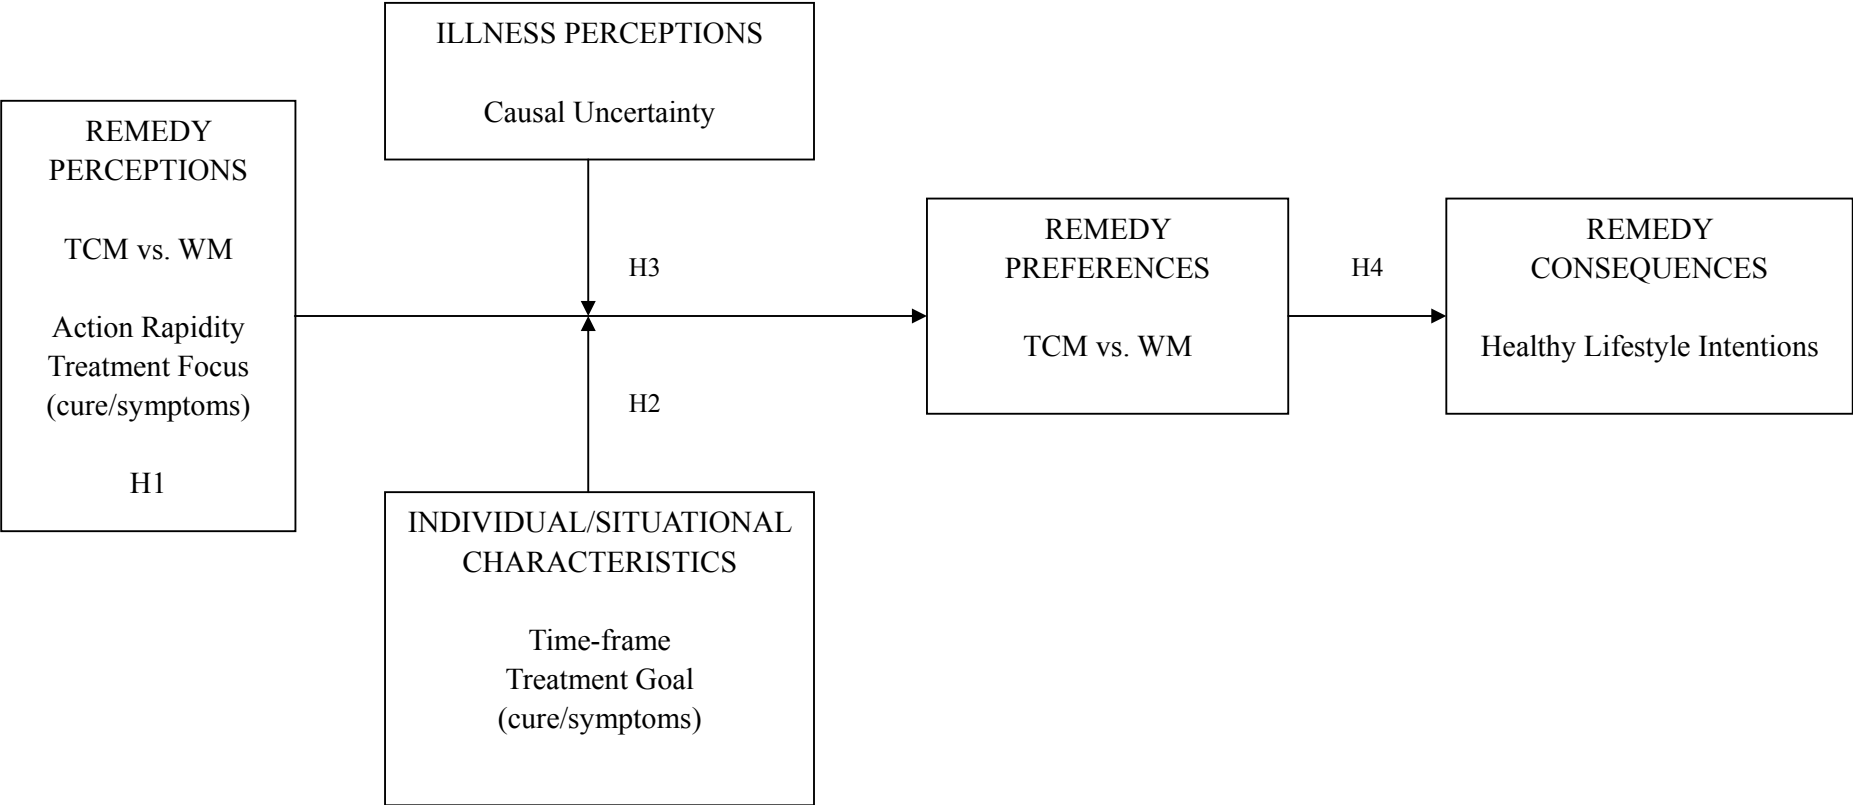 REMEDY
PERCEPTIONS
TCM vs. WM
Action Rapidity
Treatment Focus
(cure/symptoms)
H1
ILLNESS PERCEPTIONS
Causal Uncertainty
H3
H2
INDIVIDUAL/SITUATIONAL
CHARACTERISTICS
Time-frame
Treatment Goal
(cure/symptoms)
REMEDY
PREFERENCES
TCM vs. WM
H4
REMEDY
CONSEQUENCES
Healthy Lifestyle Intentions